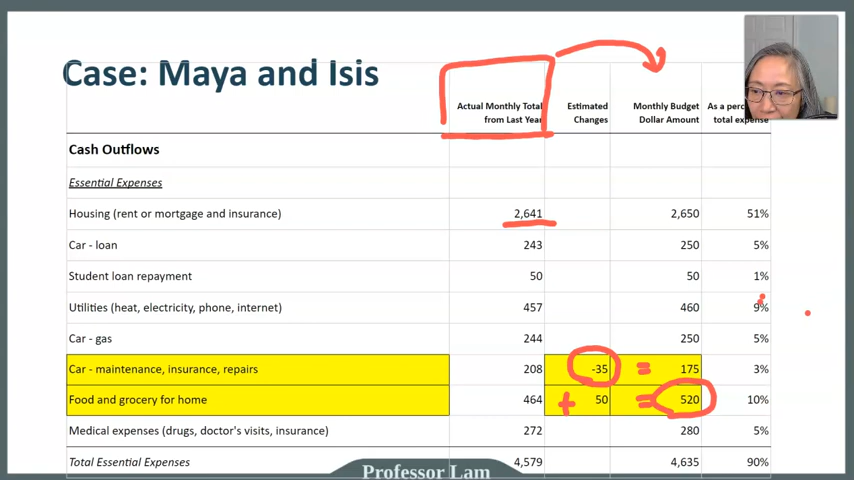 Case: Maya and Isis
Actual Monthly Total from Last Year Estimated Changes Monthly Budget Dollar Amount As a total expense
Cash Outflows
Essential Expenses
Housing (rent or mortgage and insurance) 2,641 2,650 51%
Car - loan 243 250 5%
Student loan repayment 50 50 1%
Utilities (heat, electricity, phone, internet) 457 460 9%
Car - gas 244 250 5%
Car - maintenance, insurance, repairs 208 -35 = 175 3%
Food and grocery for home 464 + 50 = 520 10%
Medical expenses (drugs, doctor's visits, insurance) 272 280 5%
Total Essential Expenses 4,579 4,635 90%
Professor Lam